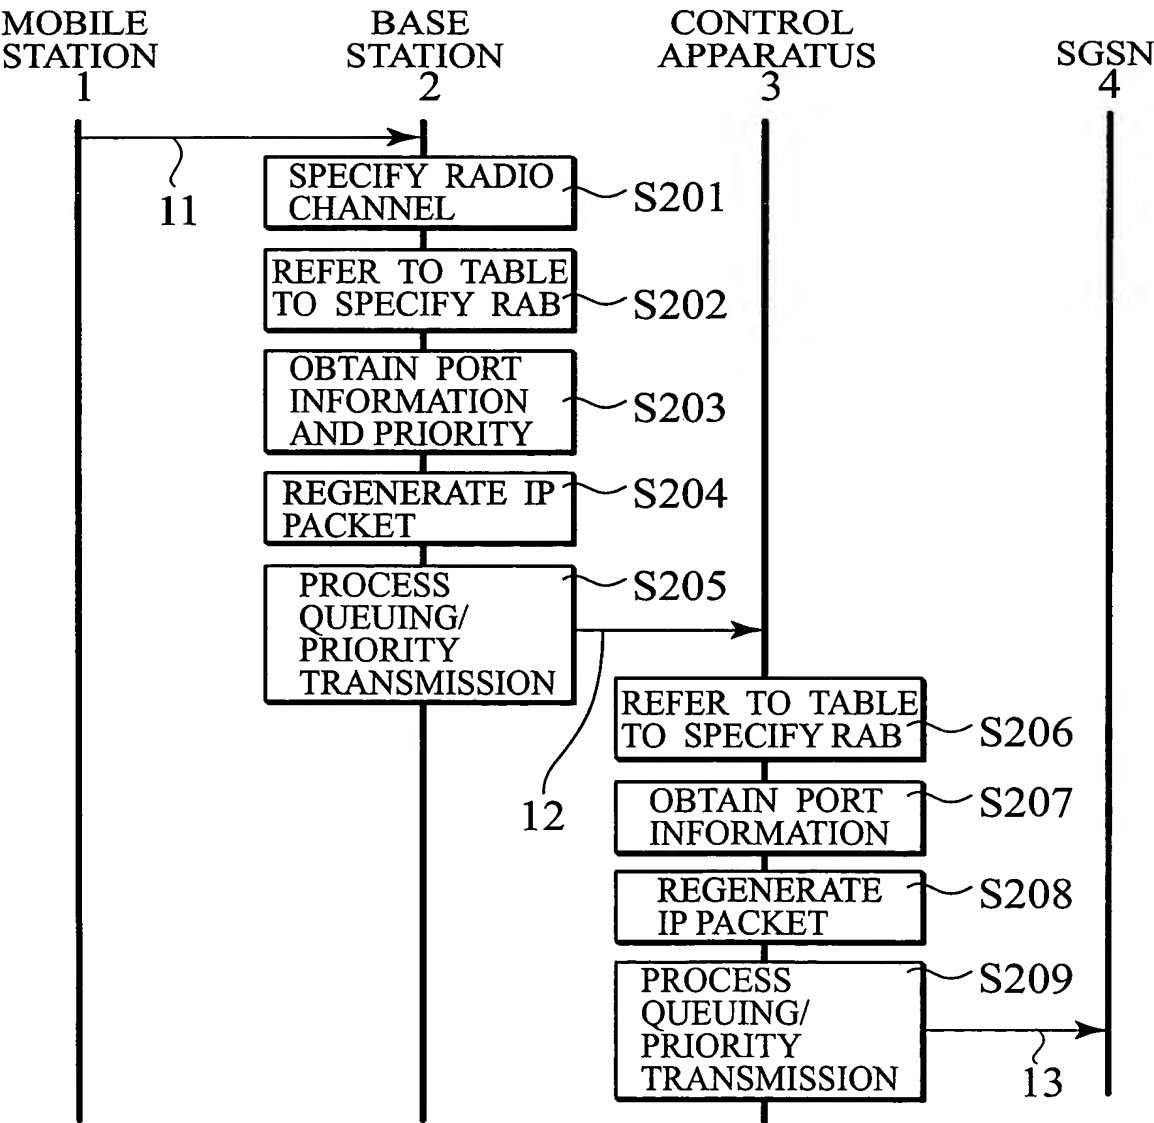 MOBILE
STATION
1
BASE
STATION
2
CONTROL
APPARATUS
3
SGSN
4
11
SPECIFY RADIO
CHANNEL
S201
REFER TO TABLE
TO SPECIFY RAB
S202
OBTAIN PORT
INFORMATION
AND PRIORITY
S203
REGENERATE IP
PACKET
S204
PROCESS
QUEUING/
PRIORITY
TRANSMISSION
S205
12
REFER TO TABLE
TO SPECIFY RAB
S206
OBTAIN PORT
INFORMATION
S207
REGENERATE
IP PACKET
S208
PROCESS
QUEUING/
PRIORITY
TRANSMISSION
S209
13